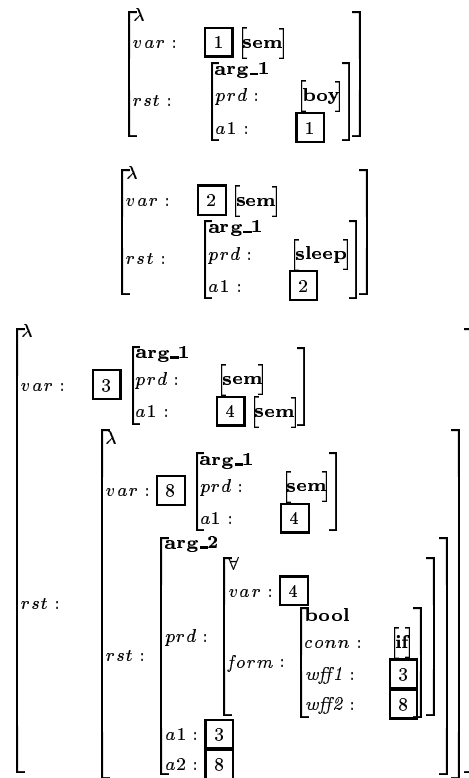 λ
var : 1 [sem]
arg_1
prd : [boy]
rst :
a1 : 1
λ
var : 2 [sem]
arg_1
prd : [sleep]
rst :
a1 : 2
λ
arg_1
var : 3 prd : [sem]
a1 : 4 [sem]
λ
arg_1
var : 8 prd : [sem]
a1 : 4
arg_2
∀
var : 4
rst :
bool
prd :
conn : [if]
rst :
form :
wff1 : 3
wff2 : 8
a1 : 3
a2 : 8